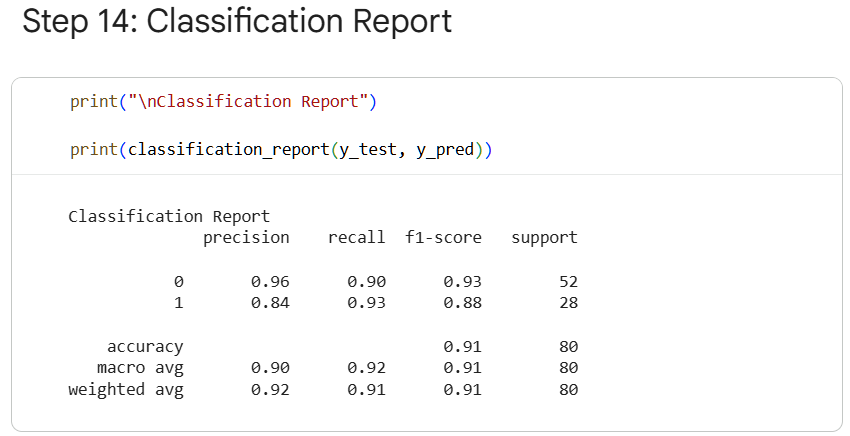 Step 14: Classification Report
print("\nClassification Report")
print(classification_report(y_test, y_pred))
Classification Report
precision recall f1-score support
0 0.96 0.90 0.93 52
1 0.84 0.93 0.88 28
accuracy 0.91 80
macro avg 0.90 0.92 0.91 80
weighted avg 0.92 0.91 0.91 80